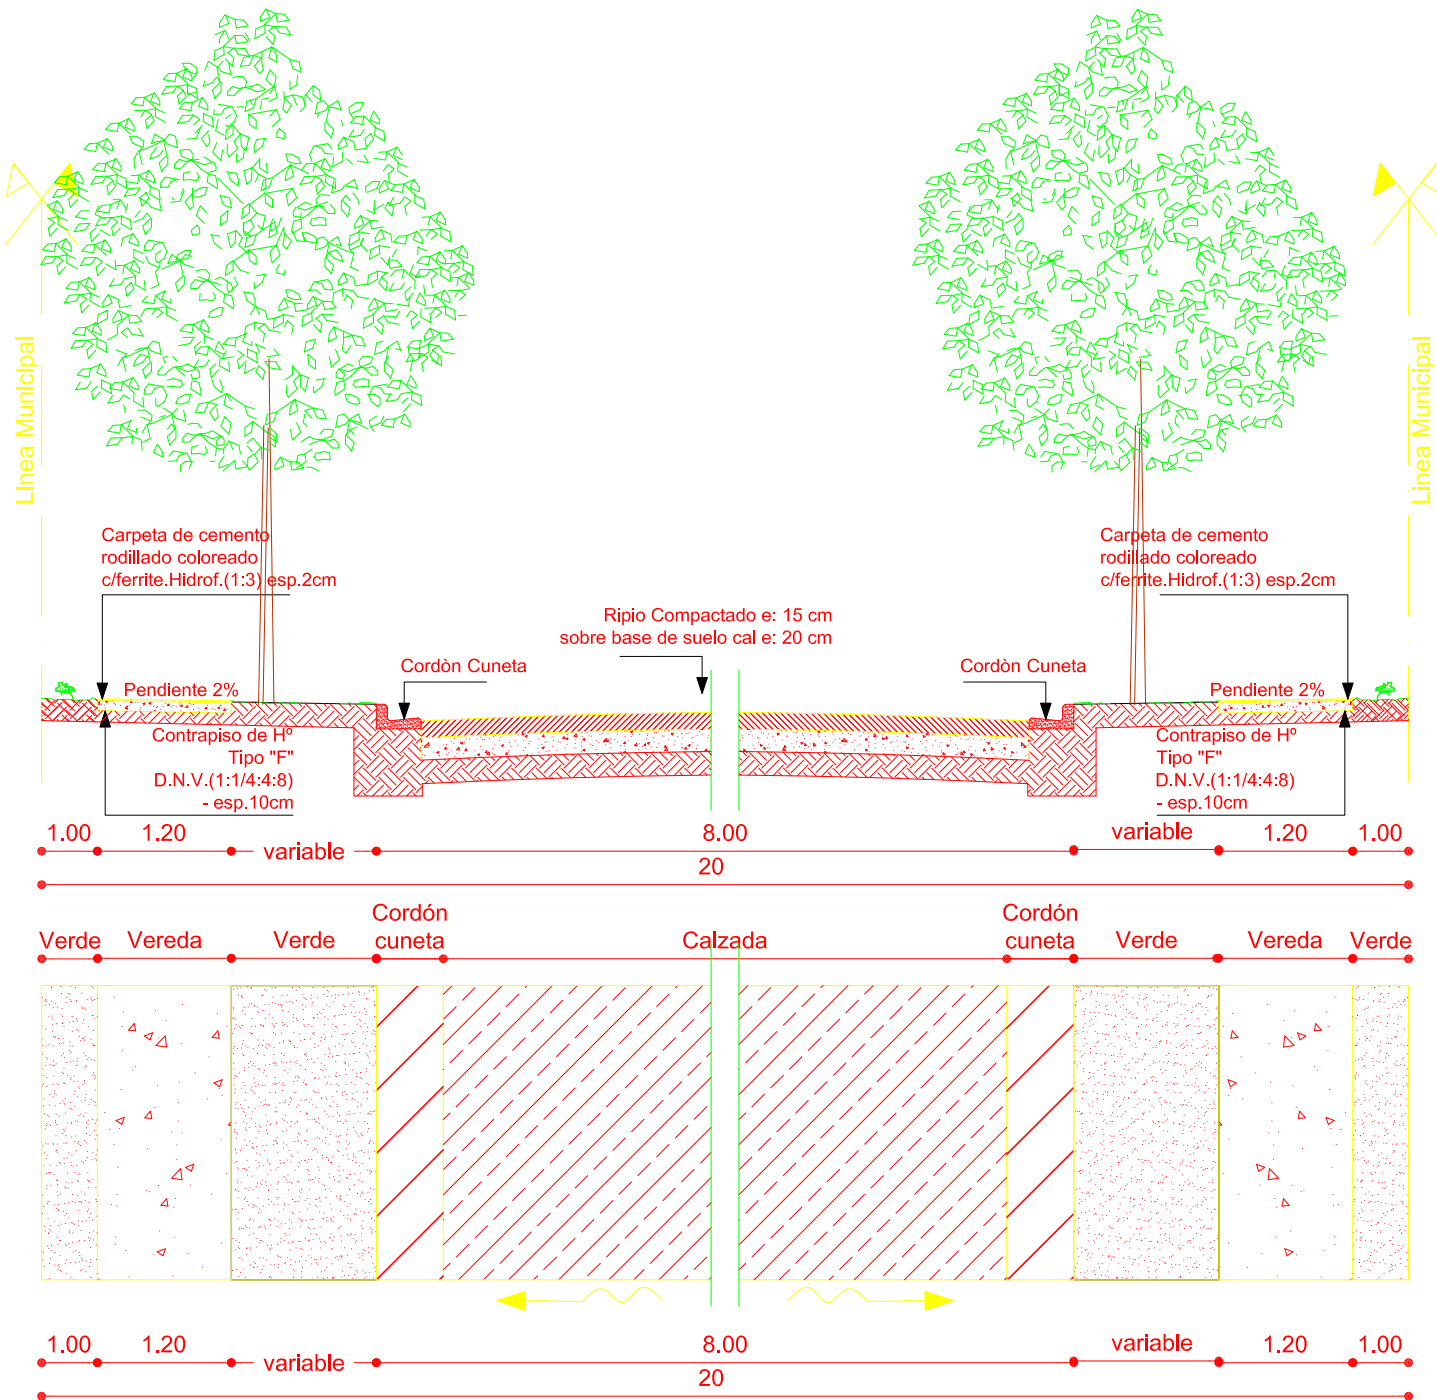 Linea Municipal
Linea Municipal
Carpeta de cemento
rodillado coloreado
c/ferrite.Hidrof.(1:3) esp.2cm
Carpeta de cemento
rodillado coloreado
c/ferrite.Hidrof.(1:3) esp.2cm
Ripio Compactado e: 15 cm
sobre base de suelo cal e: 20 cm
Cordòn Cuneta
Cordòn Cuneta
Pendiente 2%
Pendiente 2%
Contrapiso de Hº
Tipo "F"
D.N.V.(1:1/4:4:8)
- esp.10cm
Contrapiso de Hº
Tipo "F"
D.N.V.(1:1/4:4:8)
- esp.10cm
1.00 1.20 variable 8.00 variable 1.20 1.00
20
Verde Vereda Verde Cordón
cuneta Calzada Cordón
cuneta Verde Vereda Verde
1.00 1.20 variable 8.00 variable 1.20 1.00
20